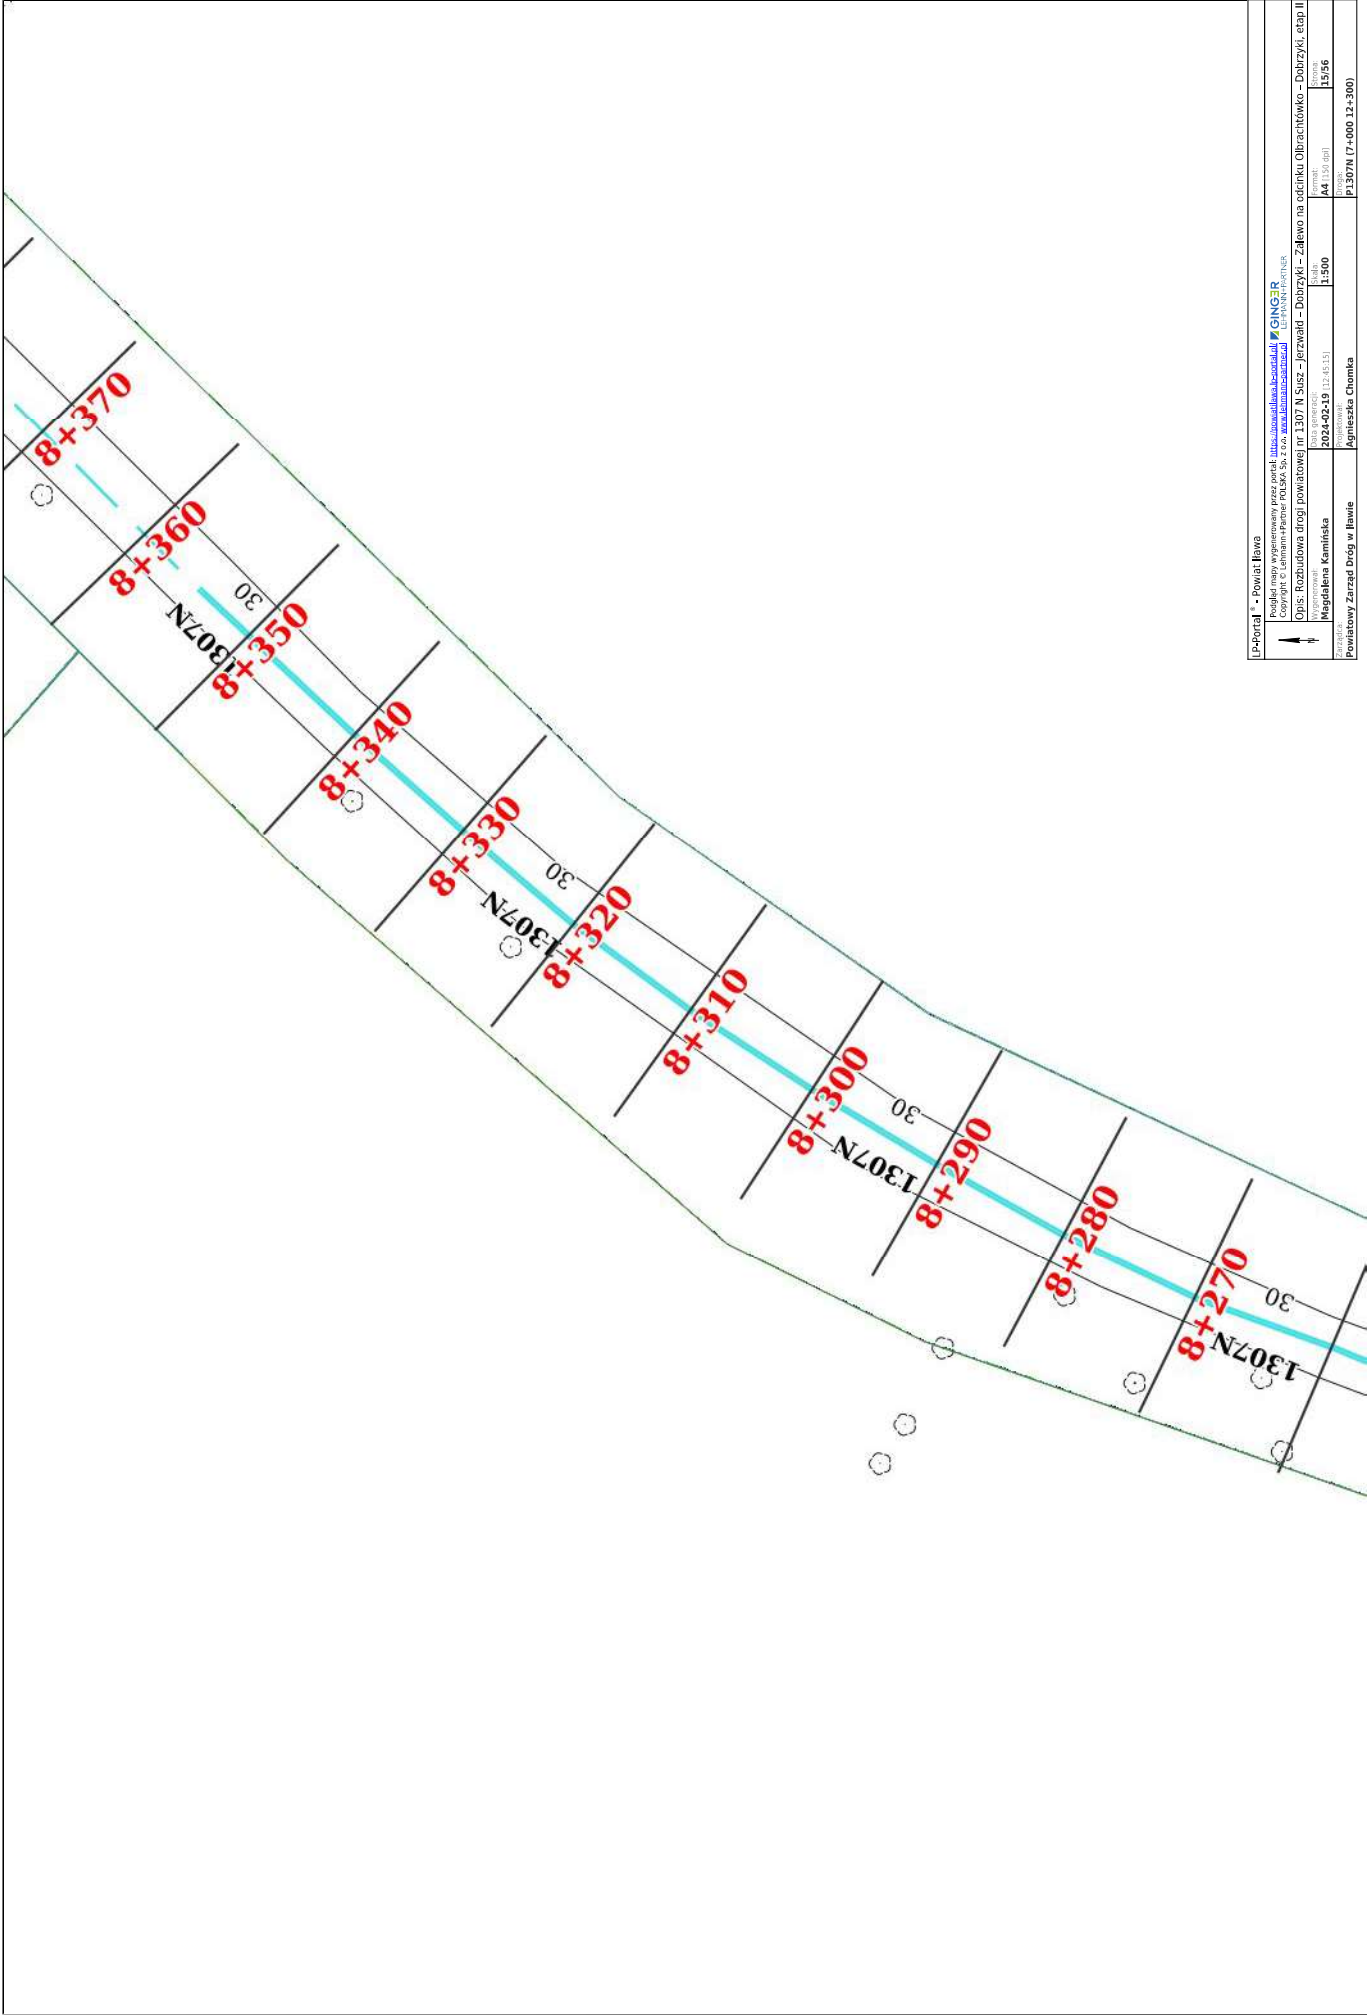 8+370
8+360
1307N
30
8+350
8+340
8+330
30
1307N
8+320
8+310
8+300
30
1307N
8+290
8+280
8+270
30
1307N
LP-Portal ® - Powiat Iława
Podgląd mapy wygenerowany przez portal: https://powiatilawa.lp-portal.pl/
Copyright © Lehmann+Partner POLSKA Sp. z o.o. www.lehmann-partner.pl
GINGER
LEHMANN+PARTNER
Opis: Rozbudowa drogi powiatowej nr 1307 N Susz – Jerzwałd – Dobrzyki – Zalewo na odcinku Olbrachtówko – Dobrzyki, etap II
Wygenerował: Data generacji: Skala: Format: Strona:
Magdalena Kamińska 2024-02-19 [12:45:15] 1:500 A4 [150 dpi] 15/56
Zarządca: Projektował: Droga:
Powiatowy Zarząd Dróg w Iławie Agnieszka Chomka P1307N (7+000 12+300)
N